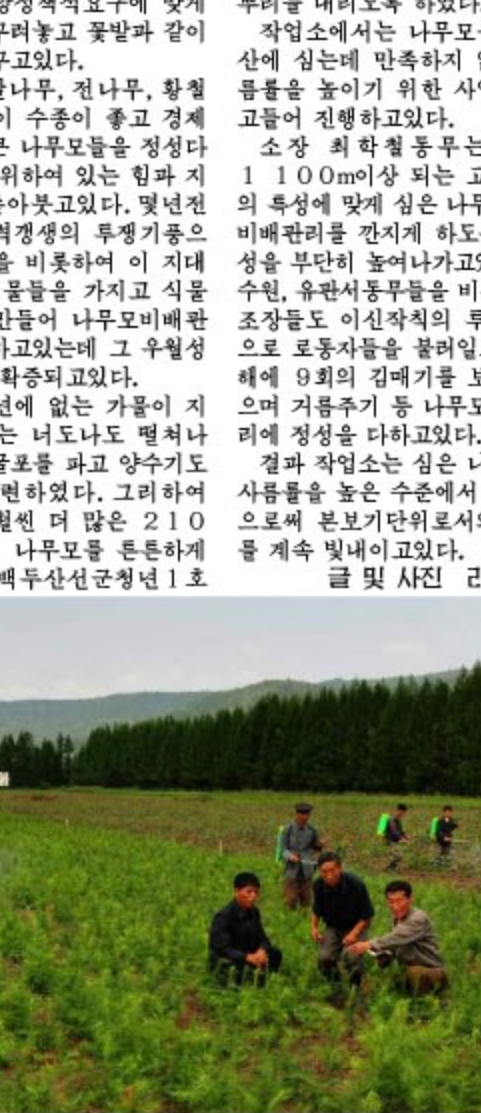 꾸려놓고 꽃밭과 같이
꾸고있다.
나무, 전나무, 황철
이 수종이 좋고 경제
큰 나무모들을 정성다
위하여 있는 힘과 지
아붓고있다. 몇년전
력갱생의 투쟁기풍으
을 비롯하여 이 지대
물들을 가지고 식물
만들어 나무모비배관
하고있는데 그 우월성
확증되고있다.
년에 없는 가물이 지
는 너도나도 떨쳐나
굴포를 파고 양수기도
련하였다. 그리하여
훨씬 더 많은 210
나무모를 튼튼하게
백두산선군청년1호
뿌리를 내리도록 하였다.
작업소에서는 나무모
산에 심는데 만족하지
름률을 높이기 위한 사
고들어 진행하고있다.
소장 최학철동무는
1 100m이상 되는 고
의 특성에 맞게 심은 나무
비배관리를 깐지게 하도
성을 부단히 높여나가고있
수원, 유판서동무들을 비
조장들도 이신작칙의 투
으로 로동자들을 불러일으
해에 9회의 김매기를 보
으며 거름주기 등 나무모
리에 정성을 다하고있다.
결과 작업소는 심은 나
사름률을 높은 수준에서
으로써 본보기단위로서의
를 계속 빛내이고있다.
글 및 사진 리